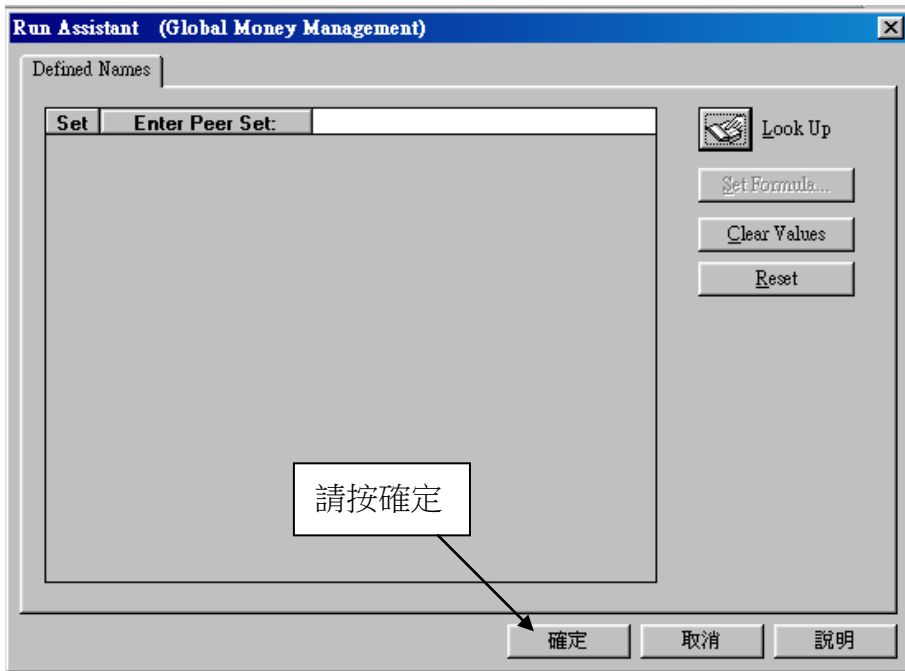 Run Assistant (Global Money Management)
Defined Names
Set Enter Peer Set:
Look Up
Set Formula...
Clear Values
Reset
請按確定
確定 取消 說明